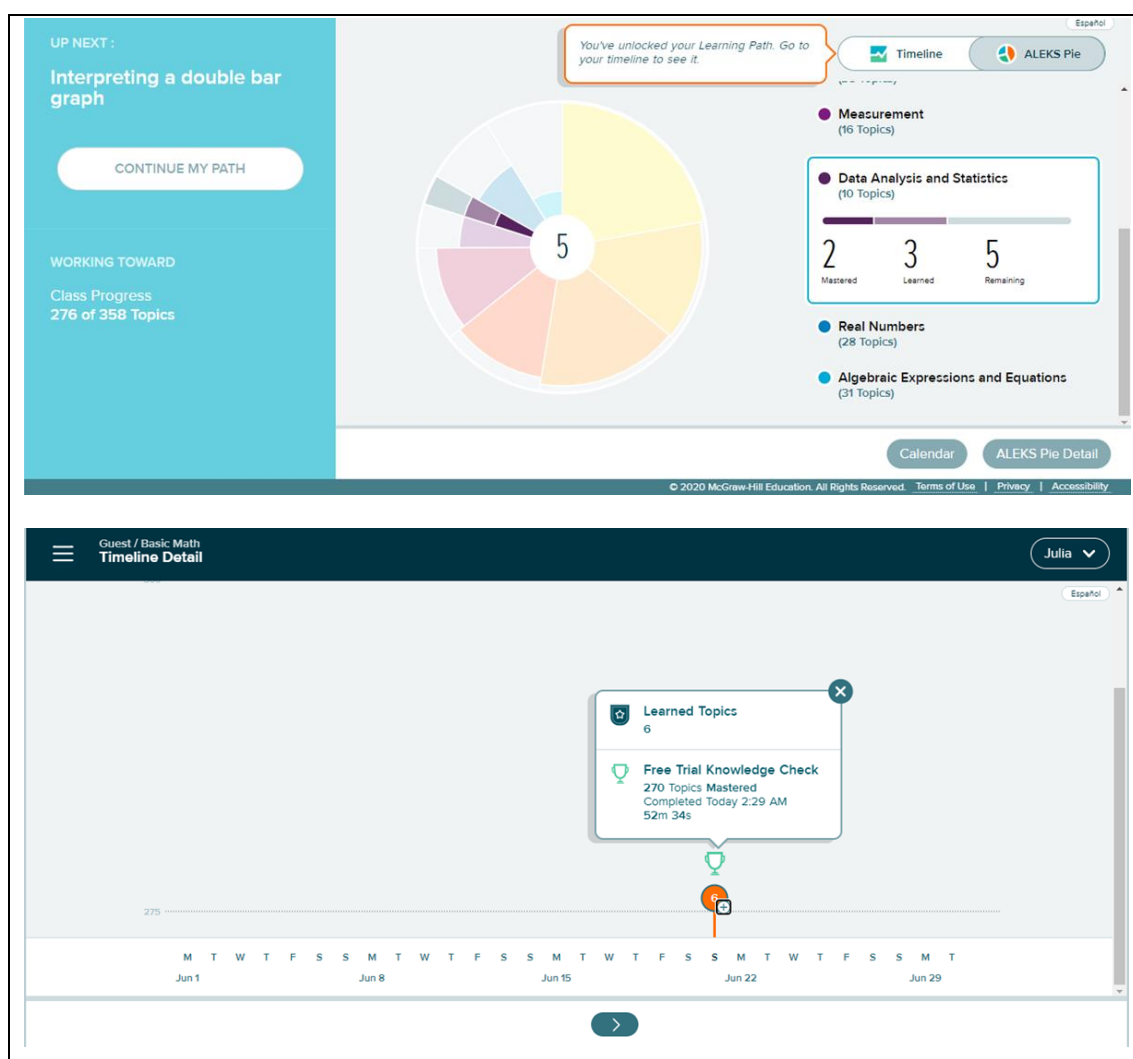 Español
UP NEXT :
Interpreting a double bar
graph
CONTINUE MY PATH
WORKING TOWARD
Class Progress
276 of 358 Topics
You've unlocked your Learning Path. Go to
your timeline to see it.
Timeline
ALEKS Pie
5
Measurement
(16 Topics)
Data Analysis and Statistics
(10 Topics)
2 3 5
Mastered Learned Remaining
Real Numbers
(28 Topics)
Algebraic Expressions and Equations
(31 Topics)
Calendar
ALEKS Pie Detail
© 2020 McGraw-Hill Education. All Rights Reserved. Terms of Use | Privacy | Accessibility
Guest / Basic Math
Timeline Detail
Julia
Español
Learned Topics
6
Free Trial Knowledge Check
270 Topics Mastered
Completed Today 2:29 AM
52m 34s
6
275
M T W T F S S M T W T F S S M T W T F S S M T W T F S S M T
Jun 1 Jun 8 Jun 15 Jun 22 Jun 29